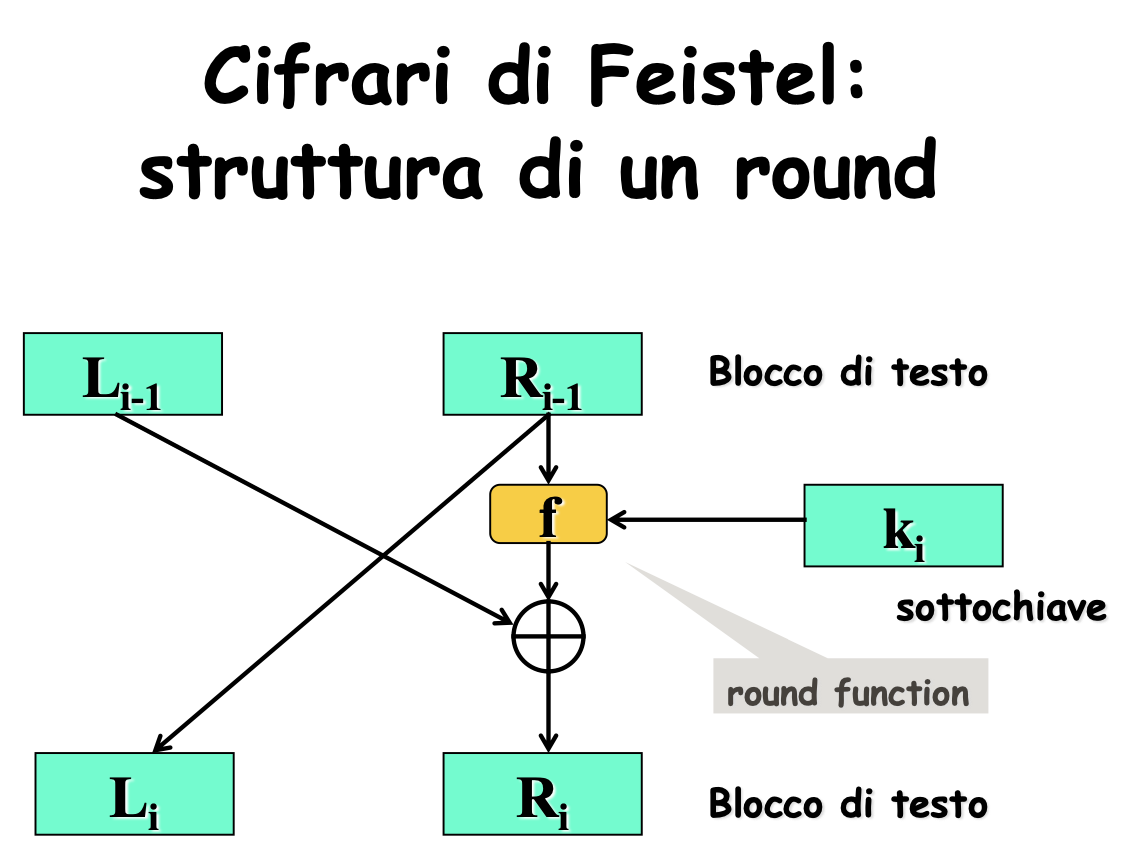 Cifrari di Feistel:
struttura di un round
Lᵢ₋₁
Rᵢ₋₁
Blocco di testo
f
kᵢ
sottochiave
round function
Lᵢ
Rᵢ
Blocco di testo